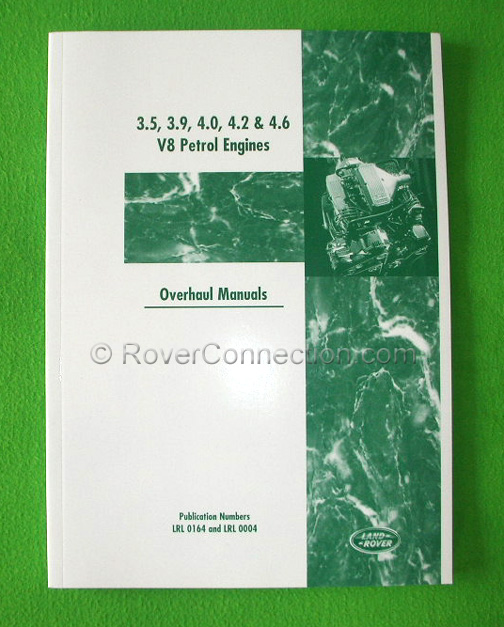 3.5, 3.9, 4.0, 4.2 & 4.6
V8 Petrol Engines
Overhaul Manuals
© RoverConnection.com
Publication Numbers
LRL 0164 and LRL 0004
LAND
ROVER